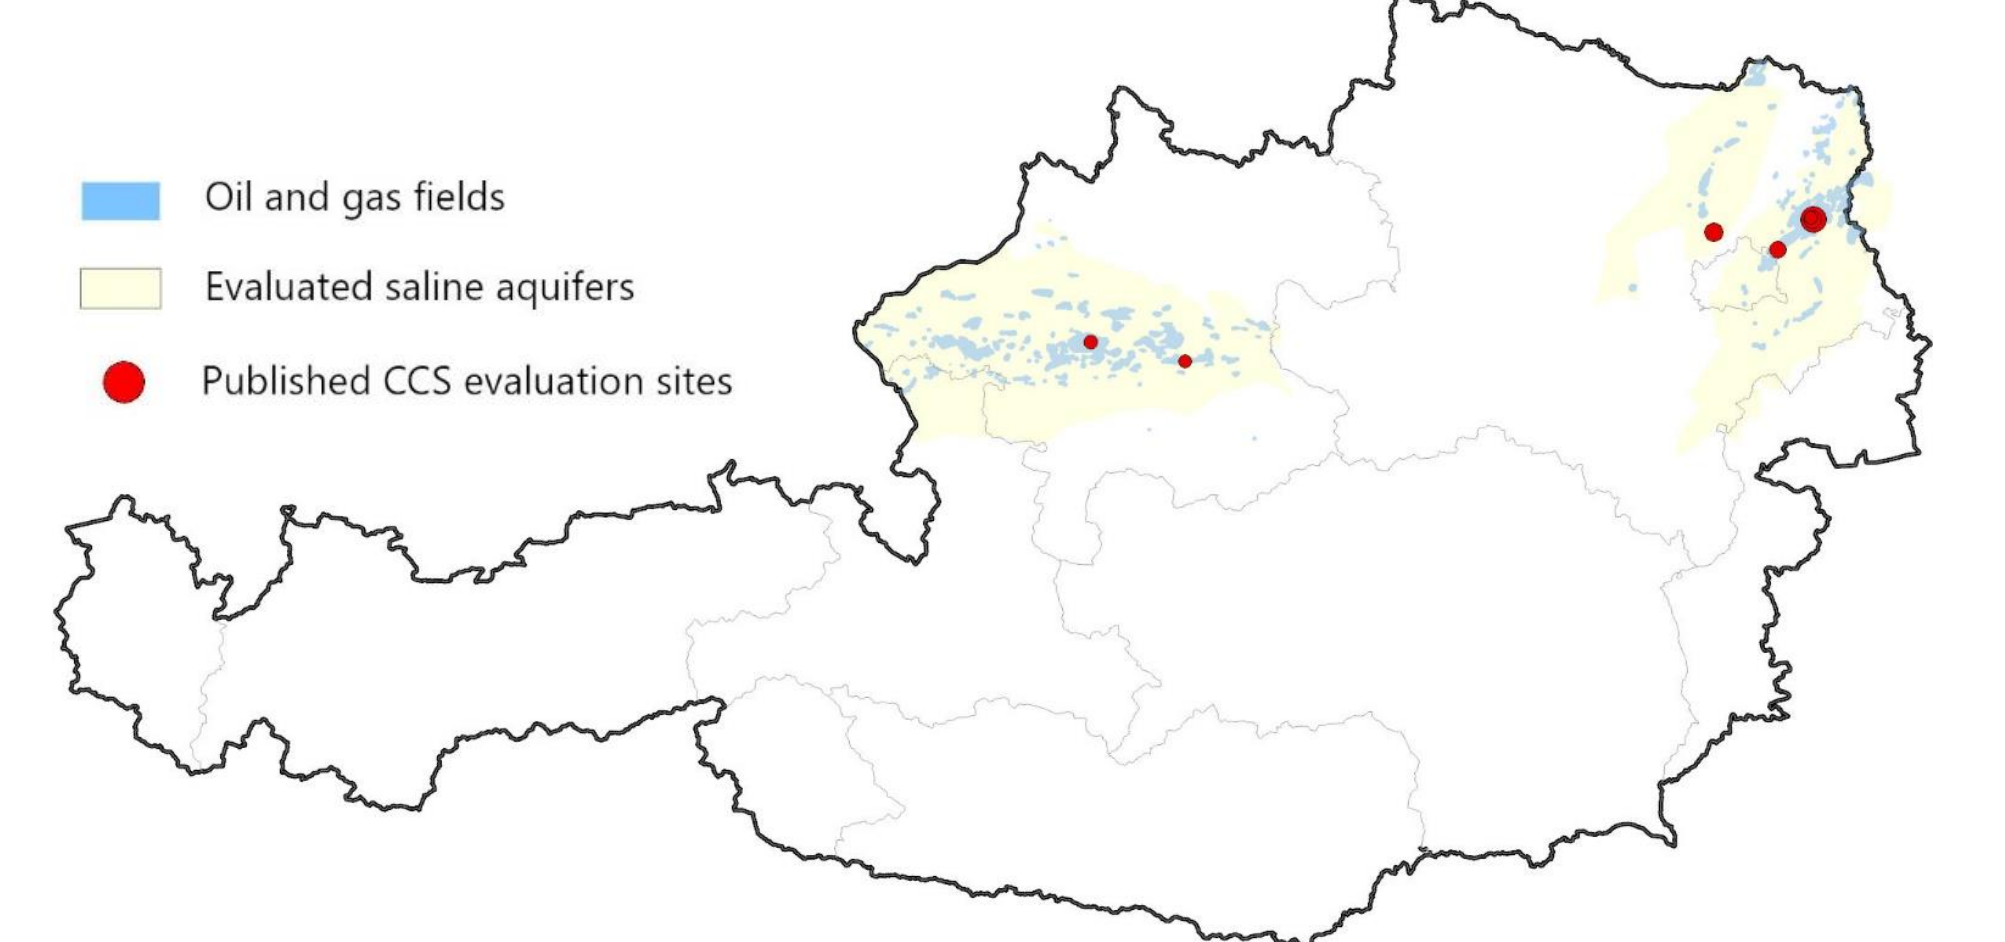 Oil and gas fields
Evaluated saline aquifers
Published CCS evaluation sites